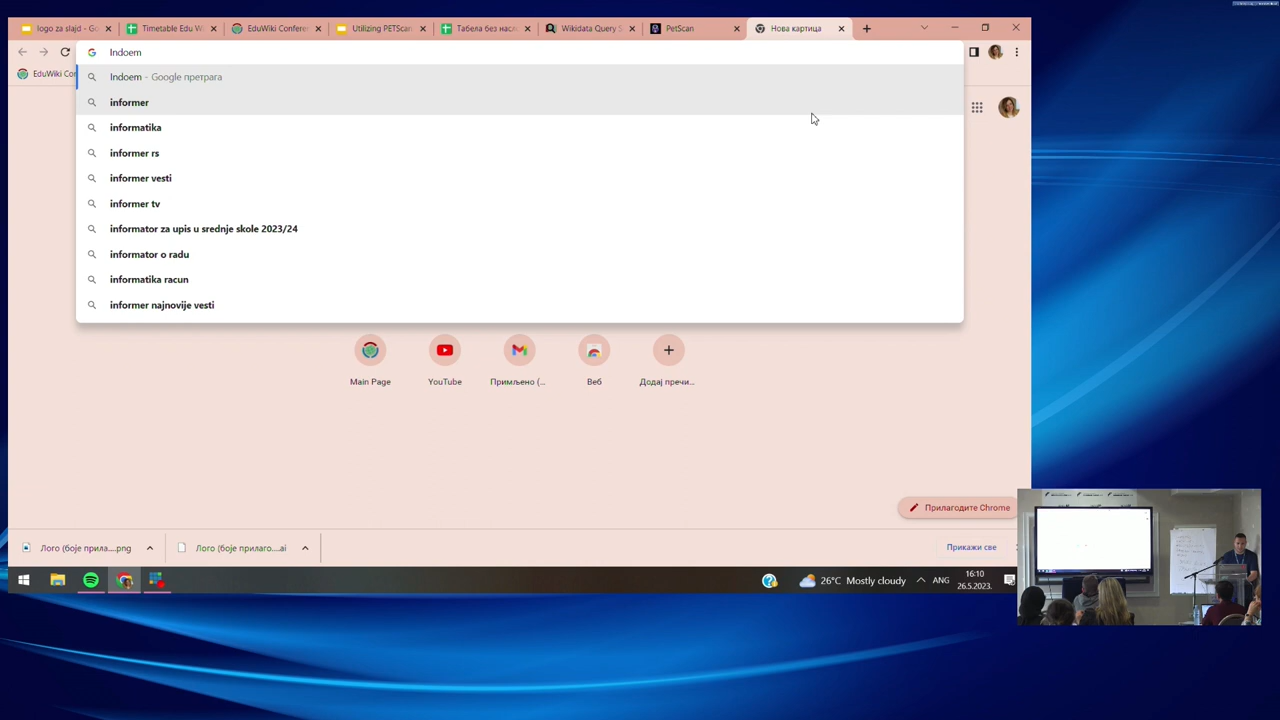 logo za slajd - Go
Timetable Edu W
EduWiki Conferen
Utilizing PETScan
Табела без насл
Wikidata Query S
PetScan
Нова картица
Indoem
EduWiki Cor
Indoem - Google претрага
informer
informatika
informer rs
informer vesti
informer tv
informator za upis u srednje skole 2023/24
informator o radu
informatika racun
informer najnovije vesti
Main Page
YouTube
Примљено (...
Веб
Додај пречи...
Прилагодите Chrome
Лого (боје прила....png
Лого (боје прилаго....ai
Прикажи све
26°C Mostly cloudy
ANG
16:10
26.5.2023.